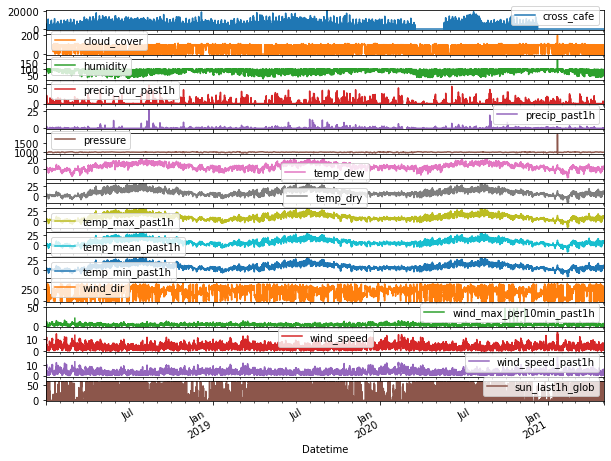 20000
0
cross_cafe
200
0
cloud_cover
150
100
50
humidity
50
0
precip_dur_past1h
25
0
precip_past1h
1500
1000
pressure
20
0
temp_dew
25
0
temp_dry
25
0
temp_max_past1h
25
0
temp_mean_past1h
25
0
temp_min_past1h
250
0
wind_dir
50
0
wind_max_per10min_past1h
10
0
wind_speed
10
0
wind_speed_past1h
50
0
sun_last1h_glob
Jul Jan Jul Jan Jul Jan
2019 2020 2021
Datetime